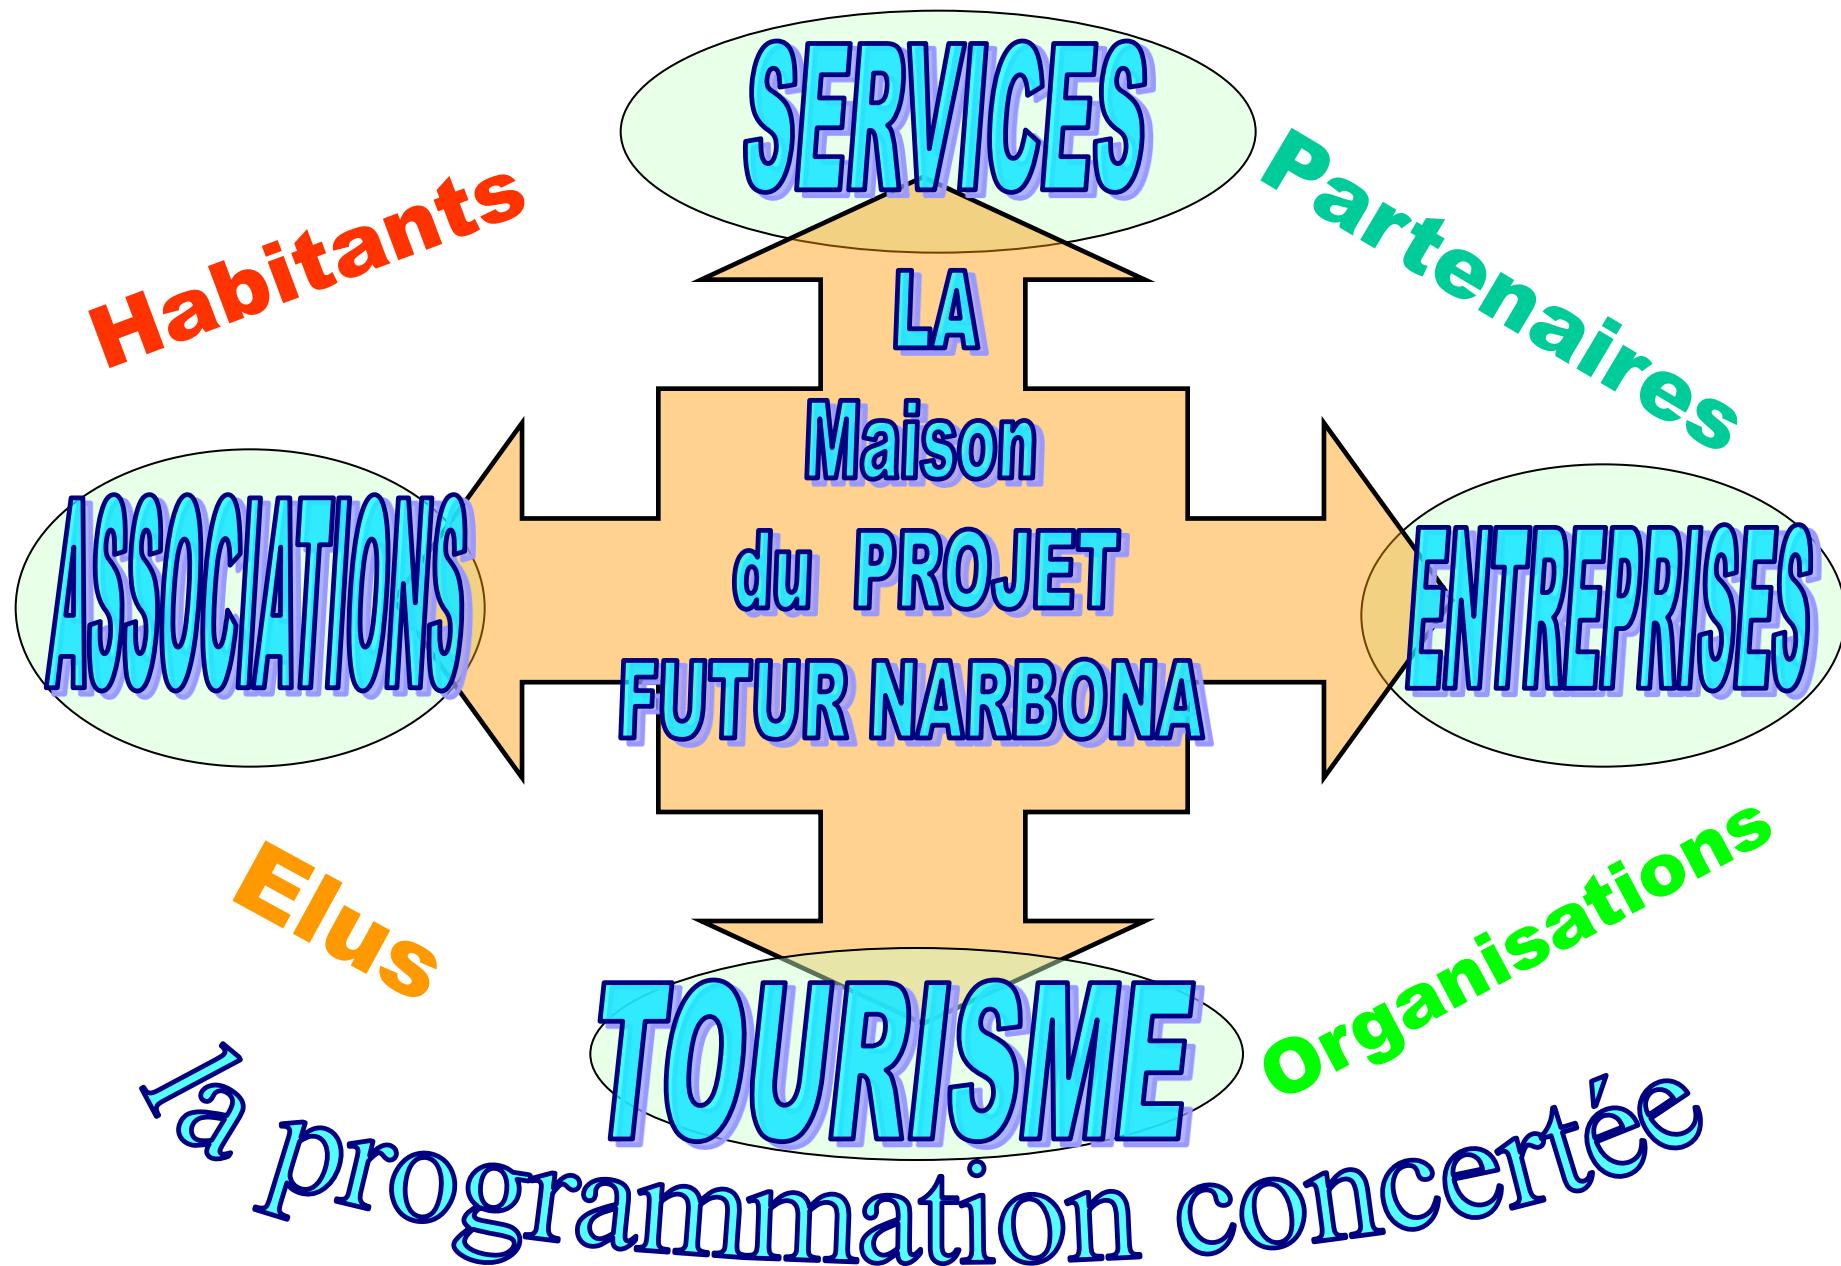 SERVICES
Habitants
Partenaires
LA
Maison
du PROJET
FUTUR NARBONA
ASSOCIATIONS
ENTREPRISES
Elus
Organisations
TOURISME
la programmation concertée